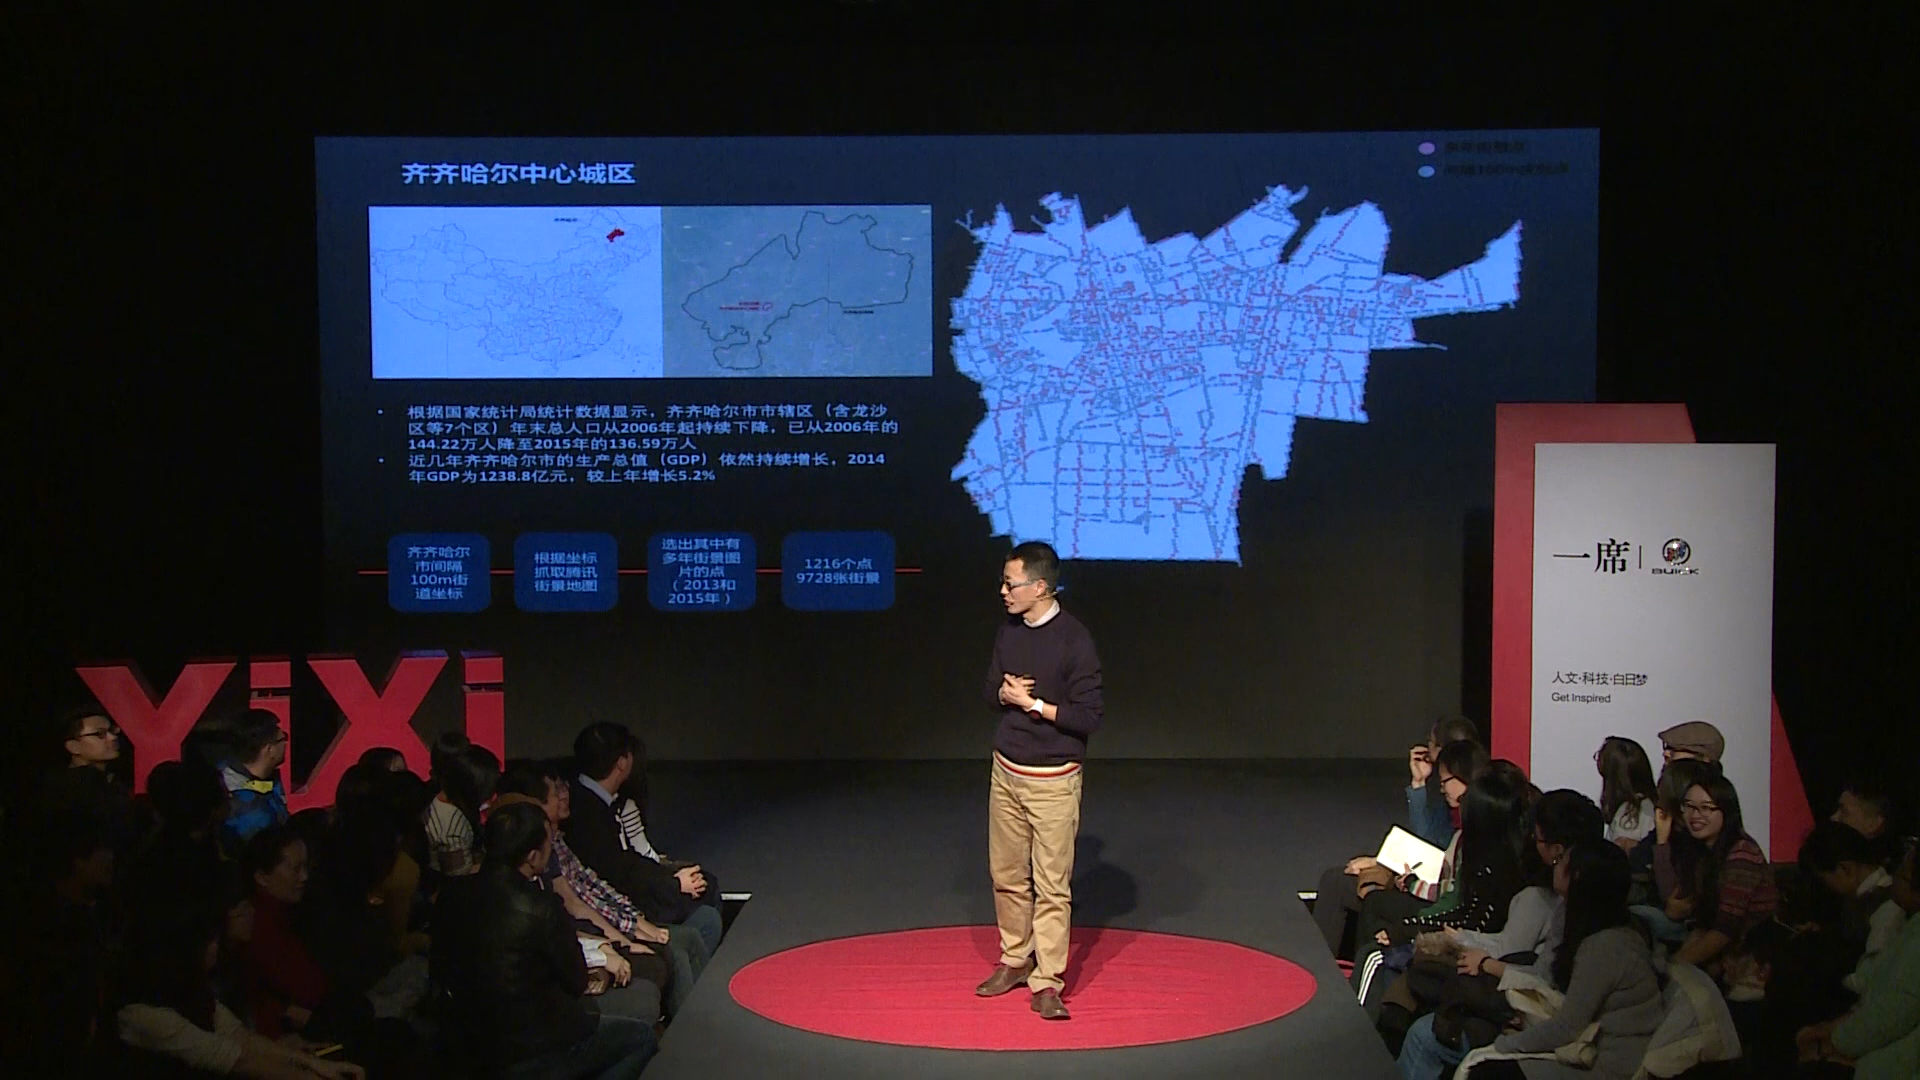 齐齐哈尔中心城区
• 根据国家统计局统计数据显示，齐齐哈尔市市辖区（含龙沙
区等7个区）年末总人口从2006年起持续下降，已从2006年的
144.22万人降至2015年的136.59万人
• 近几年齐齐哈尔市的生产总值（GDP）依然持续增长，2014
年GDP为1238.8亿元，较上年增长5.2%
齐齐哈尔
市间隔
100m街
道坐标
根据坐标
抓取腾讯
街景地图
选出其中有
多年街景图
片的点
（2013和
2015年）
1216个点
9728张街景
YiXi
一席
BUICK
人文·科技·白日梦
Get Inspired